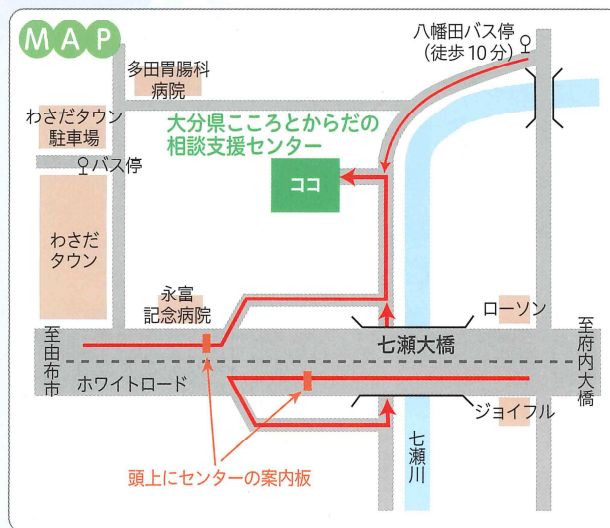 MAP
八幡田バス停
(徒歩10分)
多田胃腸科
病院
大分県こころとからだの
相談支援センター
わさだタウン
駐車場
バス停
ココ
わさだ
タウン
永富
記念病院
ローソン
至由布市
七瀬大橋
至府内大橋
ホワイトロード
ジョイフル
七瀬川
頭上にセンターの案内板